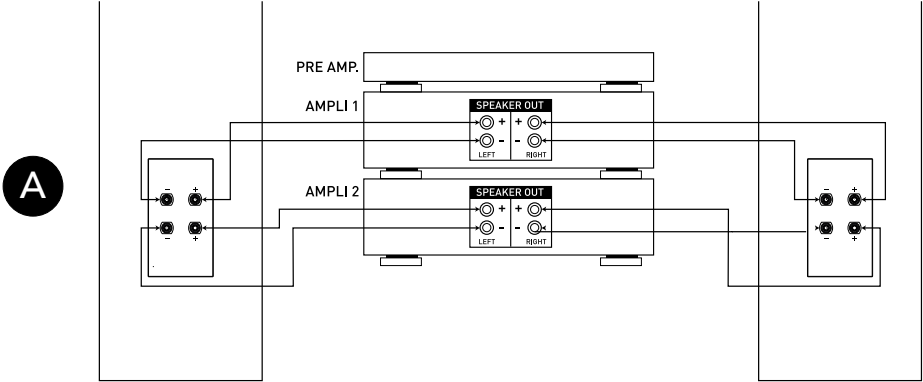 PRE AMP.
AMPLI 1
SPEAKER OUT
+ +
- -
LEFT RIGHT
A
- +
- +
- +
- +
AMPLI 2
SPEAKER OUT
+ +
- -
LEFT RIGHT